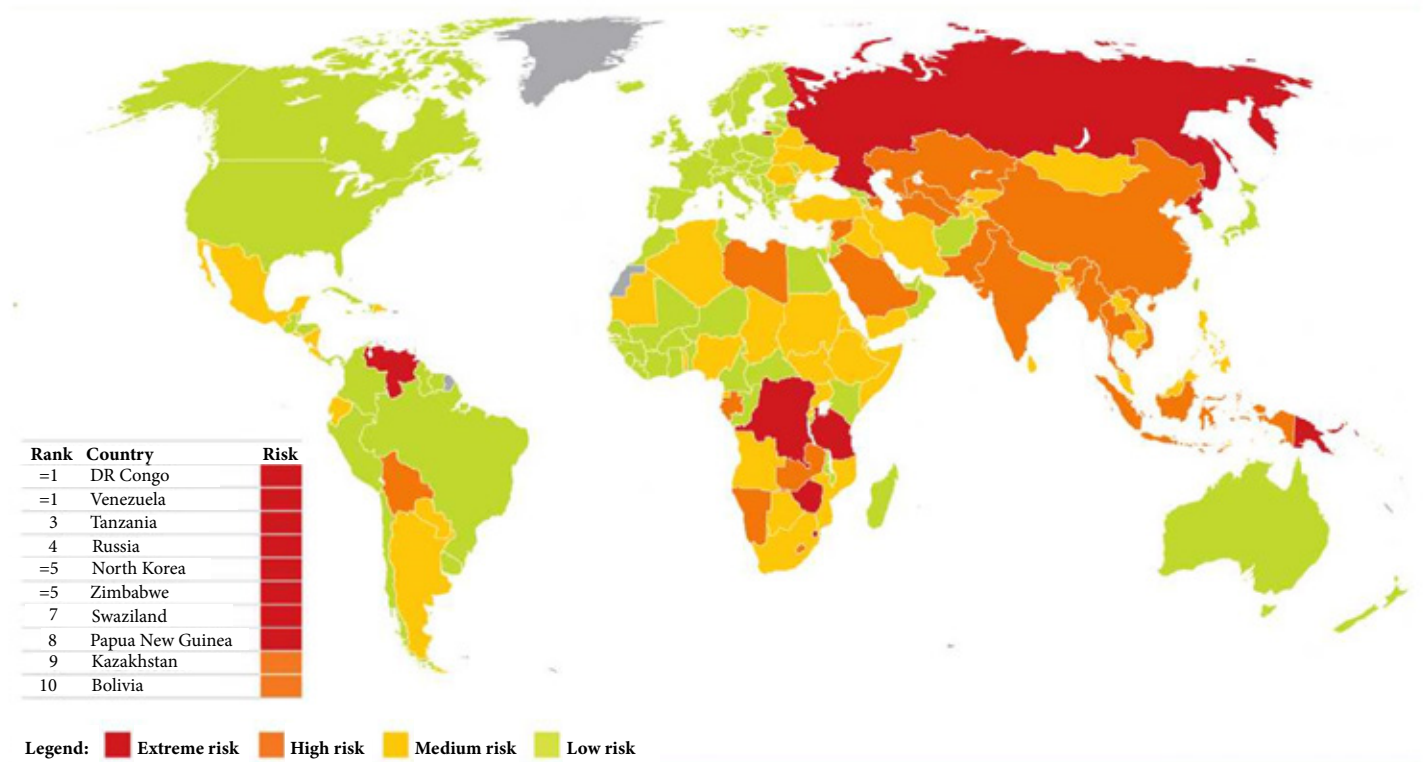 Rank Country Risk
=1 DR Congo
=1 Venezuela
3 Tanzania
4 Russia
=5 North Korea
=5 Zimbabwe
7 Swaziland
8 Papua New Guinea
9 Kazakhstan
10 Bolivia
Legend: Extreme risk High risk Medium risk Low risk